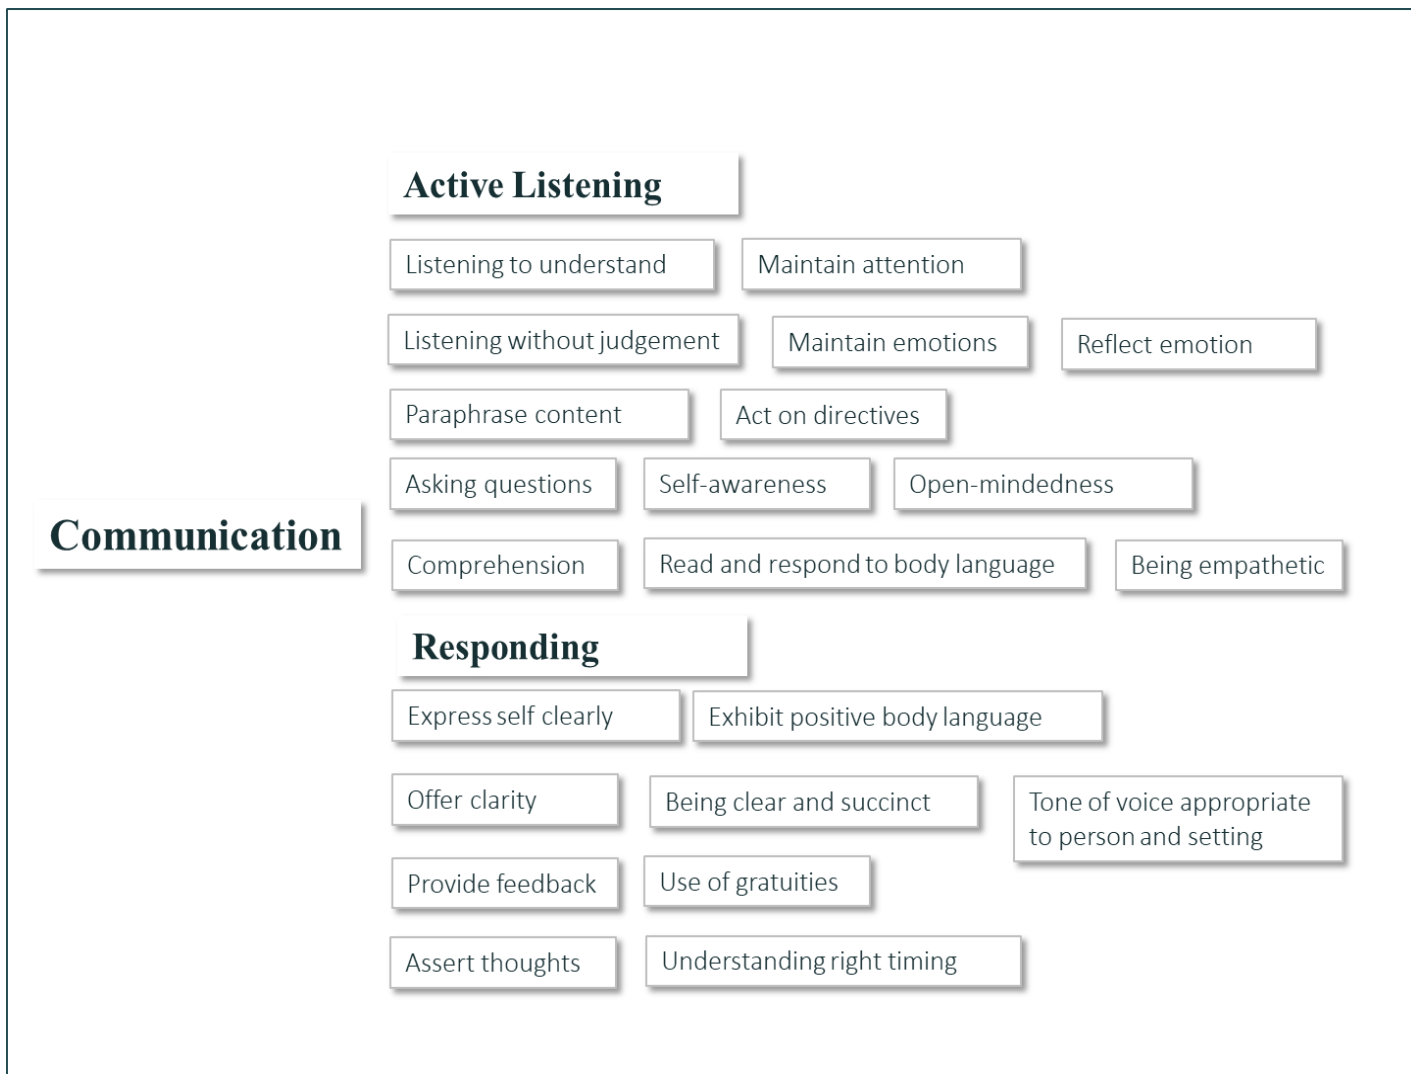 Active Listening
Listening to understand
Maintain attention
Listening without judgement
Maintain emotions
Reflect emotion
Paraphrase content
Act on directives
Asking questions
Self-awareness
Open-mindedness
Communication
Comprehension
Read and respond to body language
Being empathetic
Responding
Express self clearly
Exhibit positive body language
Offer clarity
Being clear and succinct
Tone of voice appropriate
to person and setting
Provide feedback
Use of gratuities
Assert thoughts
Understanding right timing